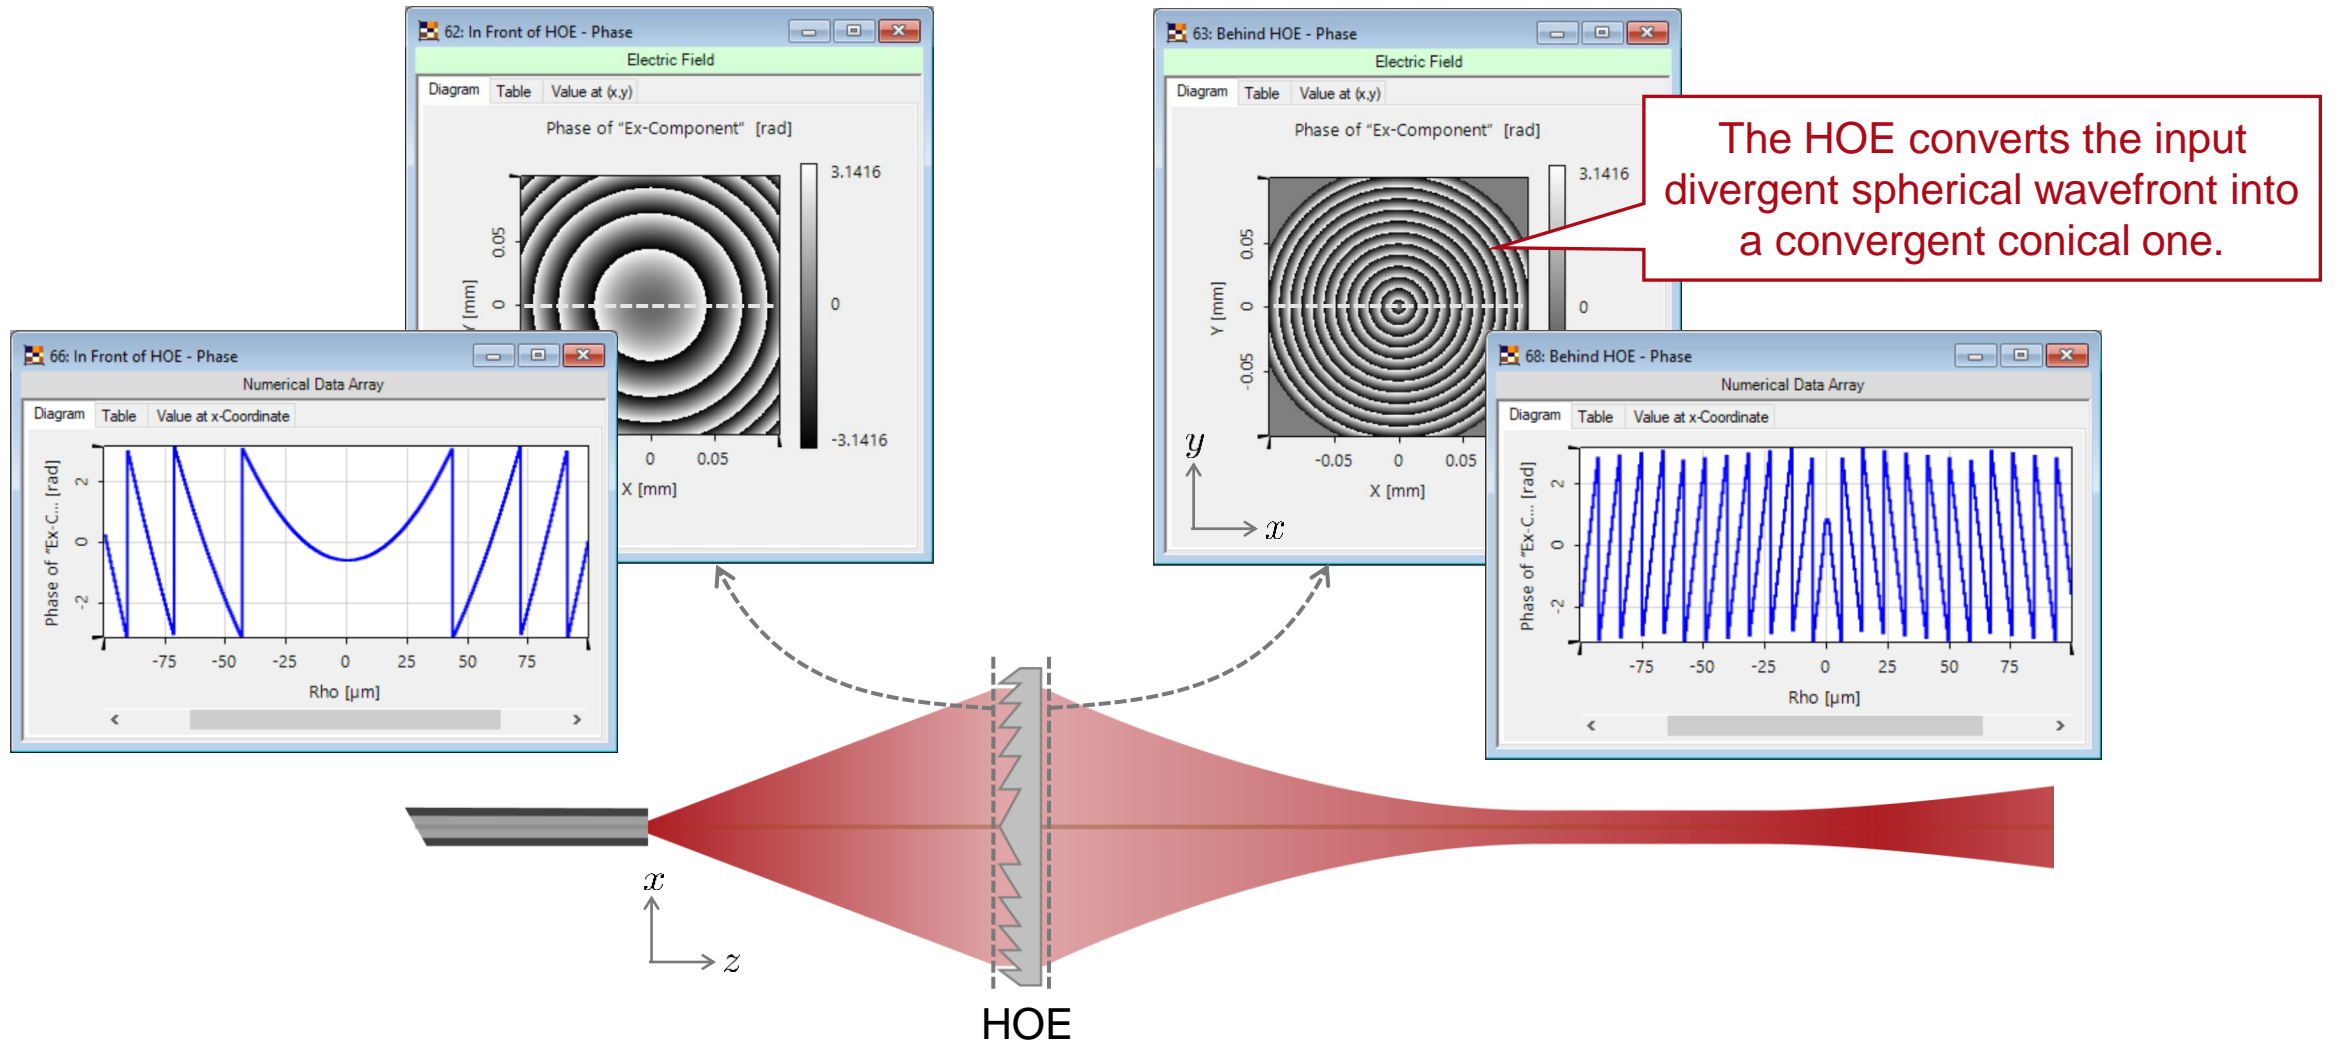 62: In Front of HOE - Phase
Electric Field
Diagram Table Value at (x,y)
Phase of "Ex-Component" [rad]
3.1416
0
-3.1416
0.05
0
Y [mm]
0 0.05
X [mm]
63: Behind HOE - Phase
Electric Field
Diagram Table Value at (x,y)
Phase of "Ex-Component" [rad]
3.1416
0
0.05
0
-0.05
Y [mm]
-0.05 0 0.05
X [mm]
y
x
The HOE converts the input
divergent spherical wavefront into
a convergent conical one.
66: In Front of HOE - Phase
Numerical Data Array
Diagram Table Value at x-Coordinate
Phase of "Ex-C... [rad]
2
0
-2
-75 -50 -25 0 25 50 75
Rho [µm]
68: Behind HOE - Phase
Numerical Data Array
Diagram Table Value at x-Coordinate
Phase of "Ex-C... [rad]
2
0
-2
-75 -50 -25 0 25 50 75
Rho [µm]
x
z
HOE